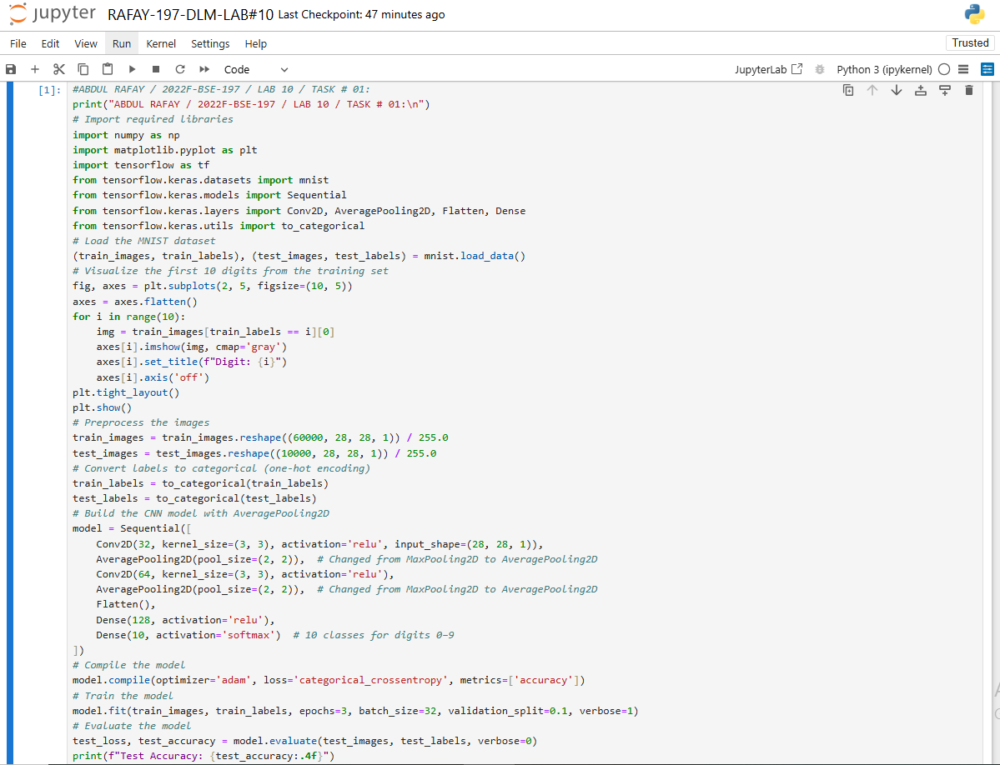 jupyter RAFAY-197-DLM-LAB#10 Last Checkpoint: 47 minutes ago
File Edit View Run Kernel Settings Help Trusted
Code JupyterLab Python 3 (ipykernel)
[1]: #ABDUL RAFAY / 2022F-BSE-197 / LAB 10 / TASK # 01:
print("ABDUL RAFAY / 2022F-BSE-197 / LAB 10 / TASK # 01:\n")
# Import required libraries
import numpy as np
import matplotlib.pyplot as plt
import tensorflow as tf
from tensorflow.keras.datasets import mnist
from tensorflow.keras.models import Sequential
from tensorflow.keras.layers import Conv2D, AveragePooling2D, Flatten, Dense
from tensorflow.keras.utils import to_categorical
# Load the MNIST dataset
(train_images, train_labels), (test_images, test_labels) = mnist.load_data()
# Visualize the first 10 digits from the training set
fig, axes = plt.subplots(2, 5, figsize=(10, 5))
axes = axes.flatten()
for i in range(10):
    img = train_images[train_labels == i][0]
    axes[i].imshow(img, cmap='gray')
    axes[i].set_title(f"Digit: {i}")
    axes[i].axis('off')
plt.tight_layout()
plt.show()
# Preprocess the images
train_images = train_images.reshape((60000, 28, 28, 1)) / 255.0
test_images = test_images.reshape((10000, 28, 28, 1)) / 255.0
# Convert labels to categorical (one-hot encoding)
train_labels = to_categorical(train_labels)
test_labels = to_categorical(test_labels)
# Build the CNN model with AveragePooling2D
model = Sequential([
    Conv2D(32, kernel_size=(3, 3), activation='relu', input_shape=(28, 28, 1)),
    AveragePooling2D(pool_size=(2, 2)),  # Changed from MaxPooling2D to AveragePooling2D
    Conv2D(64, kernel_size=(3, 3), activation='relu'),
    AveragePooling2D(pool_size=(2, 2)),  # Changed from MaxPooling2D to AveragePooling2D
    Flatten(),
    Dense(128, activation='relu'),
    Dense(10, activation='softmax')  # 10 classes for digits 0–9
])
# Compile the model
model.compile(optimizer='adam', loss='categorical_crossentropy', metrics=['accuracy'])
# Train the model
model.fit(train_images, train_labels, epochs=3, batch_size=32, validation_split=0.1, verbose=1)
# Evaluate the model
test_loss, test_accuracy = model.evaluate(test_images, test_labels, verbose=0)
print(f"Test Accuracy: {test_accuracy:.4f}")